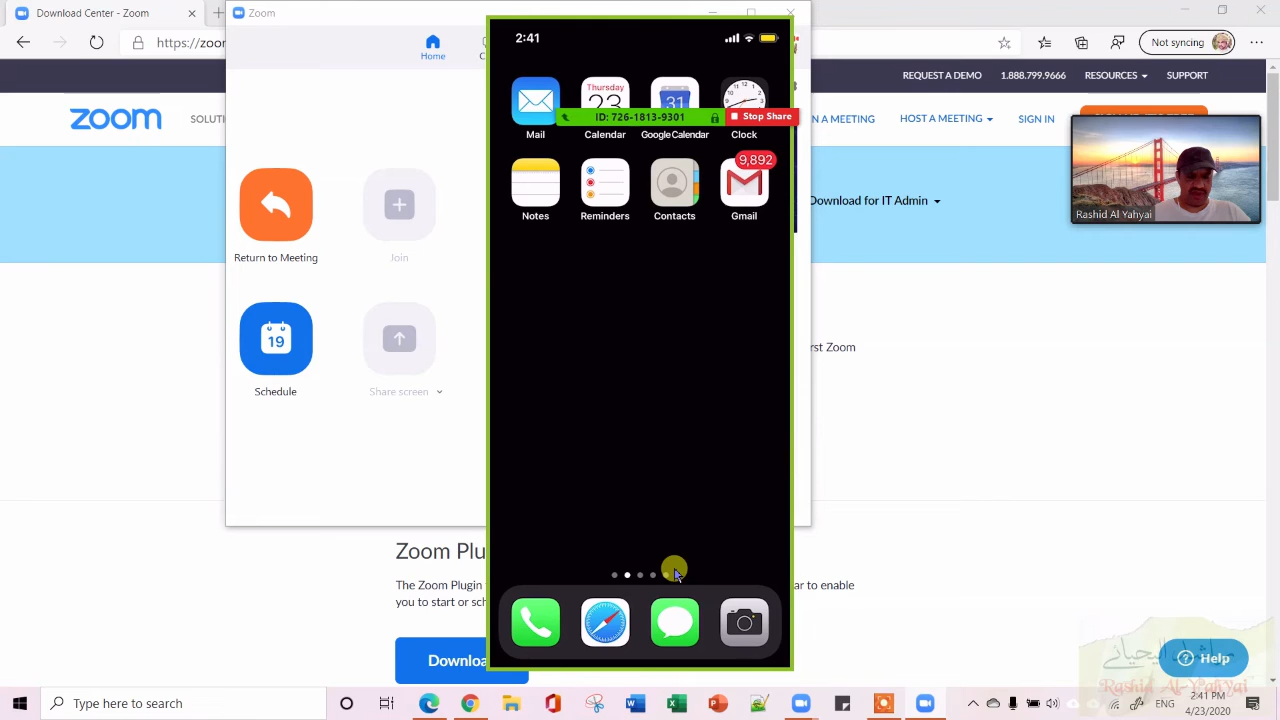 Download Center - Zoom
Zoom
https://zoo
Not syncing
Home
C
2:41
REQUEST A DEMO
1.888.799.9666
RESOURCES
SUPPORT
zoom
SOLUTI
N A MEETING
HOST A MEETING
SIGN IN
Thursday
23
31
ID: 726-1813-9301
Stop Share
Mail
Calendar
Google Calendar
Clock
9,892
Notes
Reminders
Contacts
Gmail
Download for IT Admin
Rashid Al Yahyai
Return to Meeting
Join
19
Schedule
Share screen
rst Zoom
Zoom Plu
The Zoom Plugin
ar to enable
you to start or sch
Downloa
Help
Rashid Al-Yahyai
Type here to search
2:41 PM
4/23/2020